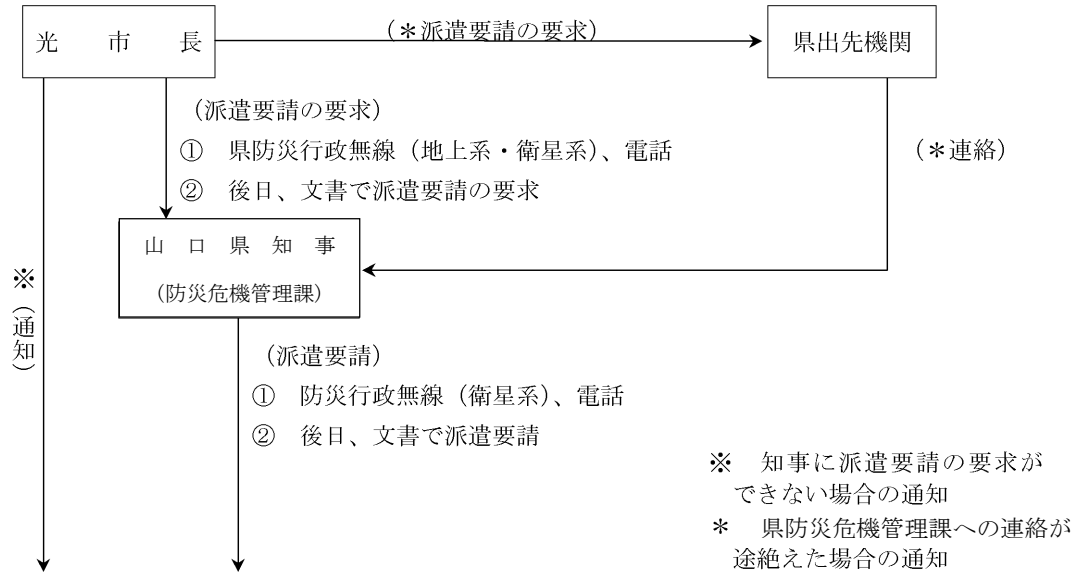 光　市　長
(＊派遣要請の要求)
県出先機関
(派遣要請の要求)
①　県防災行政無線（地上系・衛星系）、電話
②　後日、文書で派遣要請の要求
(＊連絡)
山　口　県　知　事
(防災危機管理課)
※(通知)
(派遣要請)
①　防災行政無線（衛星系）、電話
②　後日、文書で派遣要請
※　知事に派遣要請の要求が
できない場合の通知
＊　県防災危機管理課への連絡が
途絶えた場合の通知